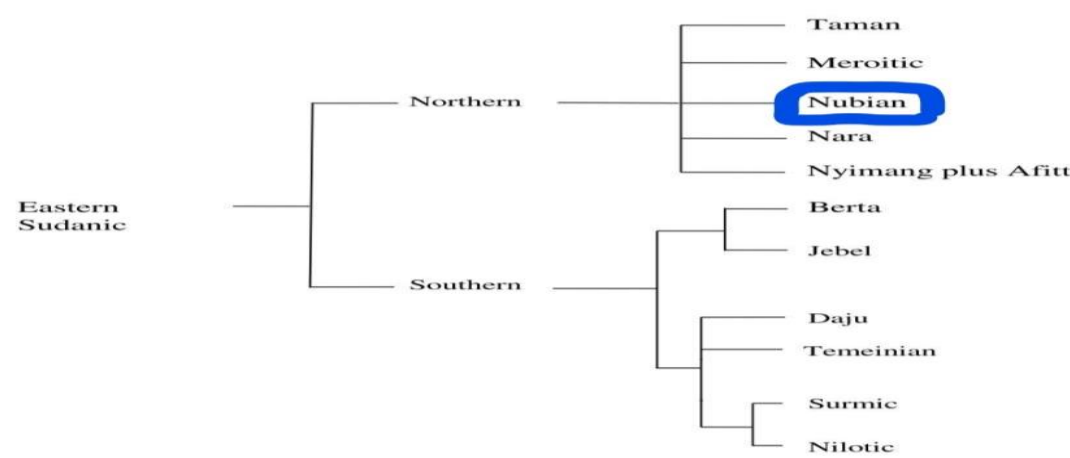 Taman
Meroitic
Northern
Nubian
Nara
Nyimang plus Afitt
Eastern
Sudanic
Berta
Jebel
Southern
Daju
Temeinian
Surmic
Nilotic